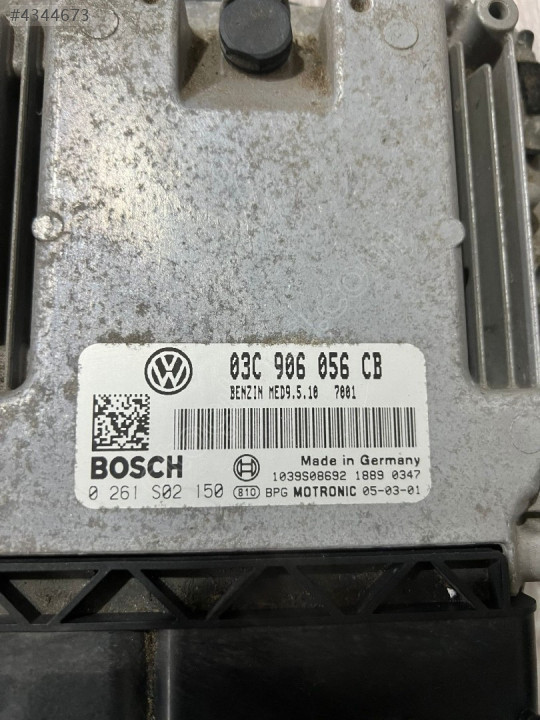 #4344673
03C 906 056 CB
BENZIN MED9.5.10 7001
BOSCH
Made in Germany
1039S08692 1889 0347
0 261 S02 150 810 BPG MOTRONIC 05-03-01